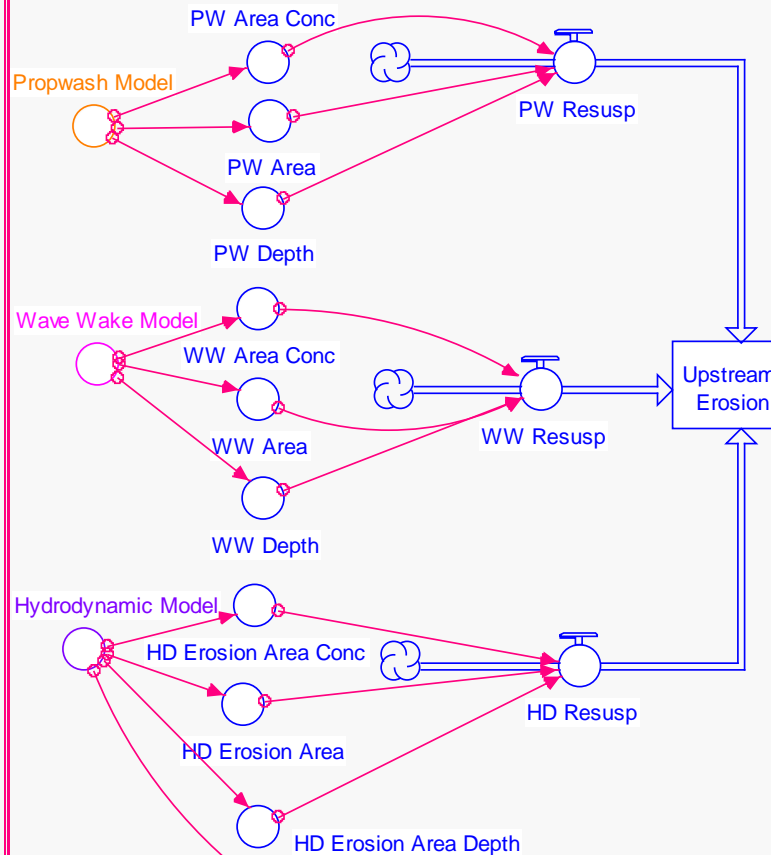 PW Area Conc
Propwash Model
PW Resusp
PW Area
PW Depth
Wave Wake Model
WW Area Conc
Upstream
Erosion
WW Area
WW Resusp
WW Depth
Hydrodynamic Model
HD Erosion Area Conc
HD Resusp
HD Erosion Area
HD Erosion Area Depth